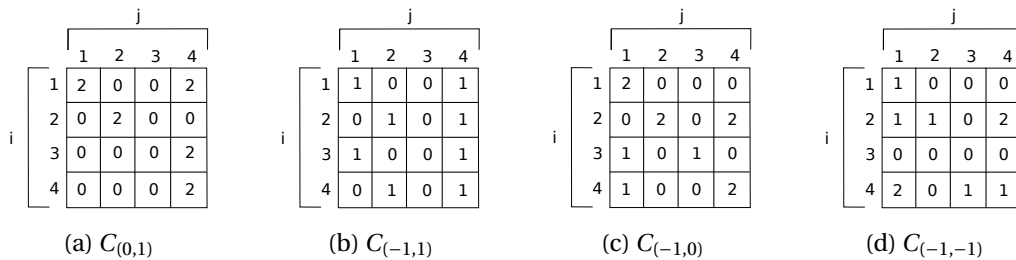 j j j j
1 2 3 4 1 2 3 4 1 2 3 4 1 2 3 4
1 2 0 0 2 1 1 0 0 1 1 2 0 0 0 1 1 0 0 0
2 0 2 0 0 2 0 1 0 1 2 0 2 0 2 2 1 1 0 2
i i i i
3 0 0 0 2 3 1 0 0 1 3 1 0 1 0 3 0 0 0 0
4 0 0 0 2 4 0 1 0 1 4 1 0 0 2 4 2 0 1 1
(a) C(0,1) (b) C(−1,1) (c) C(−1,0) (d) C(−1,−1)